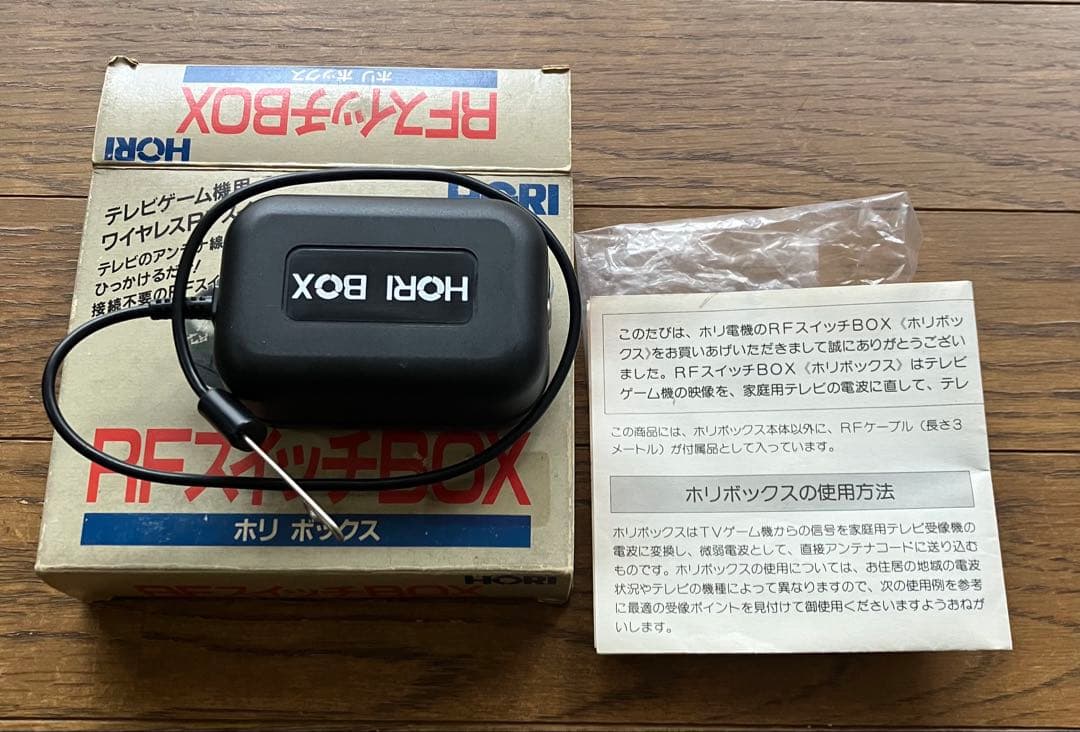 ホリ ボックス
RFスイッチBOX
HORI
テレビゲーム機用
HORI
ワイヤレスR
テレビのアンテナ線
ひっかけるだけ!
接続不要のRFスイ
HORI BOX
RFスイッチBOX
ホリ ボックス
HORI
RFスイッチBOX
このたびは、ホリ電機のRFスイッチBOX《ホリボッ
クス》をお買いあげいただきまして誠にありがとうござい
ました。RFスイッチBOX《ホリボックス》はテレビ
ゲーム機の映像を、家庭用テレビの電波に直して、テレ
この商品には、ホリボックス本体以外に、RFケーブル(長さ3
メートル)が付属品として入っています。
ホリボックスの使用方法
ホリボックスはTVゲーム機からの信号を家庭用テレビ受像機の
電波に変換し、微弱電波として、直接アンテナコードに送り込む
ものです。ホリボックスの使用については、お住居の地域の電波
状況やテレビの機種によって異なりますので、次の使用例を参考
に最適の受像ポイントを見付けて御使用くださいますようおねが
いします。